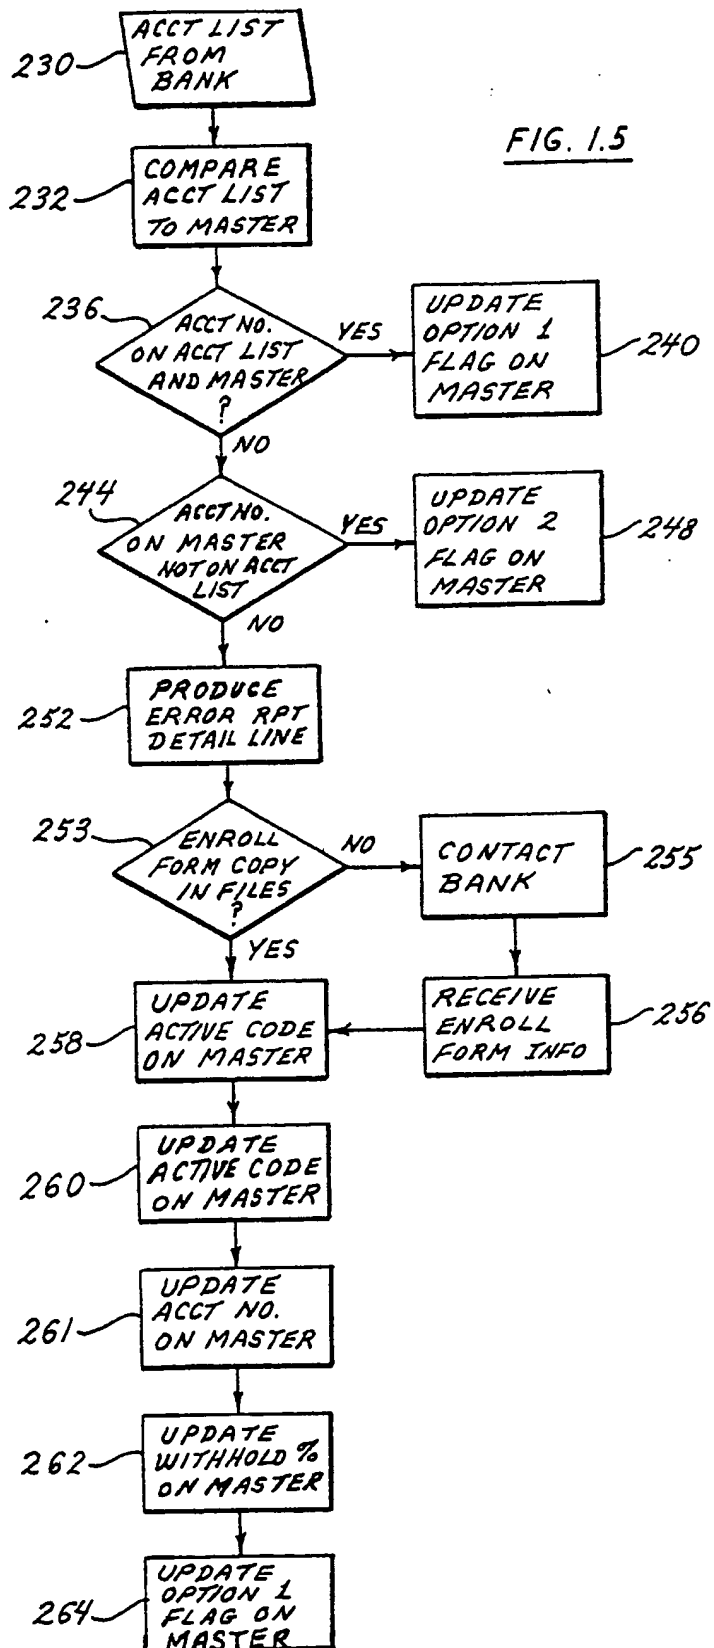 ACCT LIST
FROM
BANK
230
FIG. 1.5
COMPARE
ACCT LIST
TO MASTER
232
236
ACCT NO.
ON ACCT LIST
AND MASTER
?
YES
UPDATE
OPTION 1
FLAG ON
MASTER
240
NO
244
ACCT NO.
ON MASTER
NOT ON ACCT
LIST
YES
UPDATE
OPTION 2
FLAG ON
MASTER
248
NO
PRODUCE
ERROR RPT
DETAIL LINE
252
253
ENROLL
FORM COPY
IN FILES
?
NO
CONTACT
BANK
255
YES
RECEIVE
ENROLL
FORM INFO
256
UPDATE
ACTIVE CODE
ON MASTER
258
UPDATE
ACTIVE CODE
ON MASTER
260
UPDATE
ACCT NO.
ON MASTER
261
UPDATE
WITHHOLD %
ON MASTER
262
UPDATE
OPTION 1
FLAG ON
MASTER
264